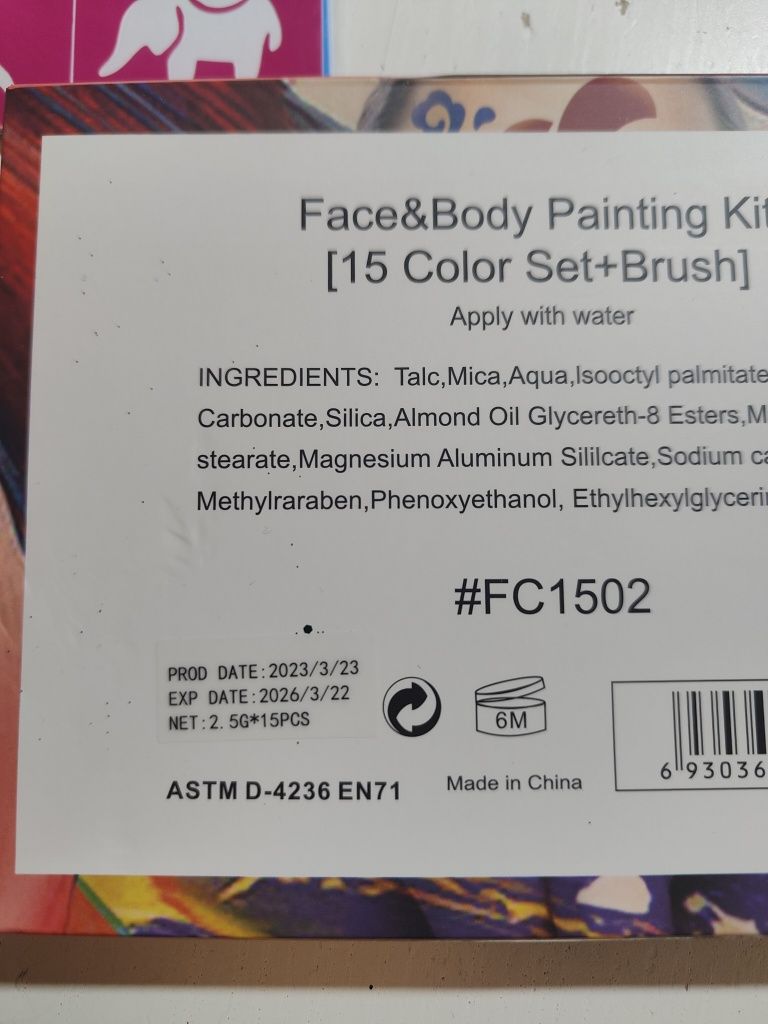 Face&Body Painting Kit
[15 Color Set+Brush]
Apply with water
INGREDIENTS: Talc,Mica,Aqua,Isooctyl palmitate
Carbonate,Silica,Almond Oil Glycereth-8 Esters,
stearate,Magnesium Aluminum Sililcate,Sodium
Methylraraben,Phenoxyethanol,
#FC1502
PROD DATE:2023/3/23
EXP DATE:2026/3/22
NET:2.5G*15PCS
6M
6 93036
ASTM D-4236 EN71
Made in China